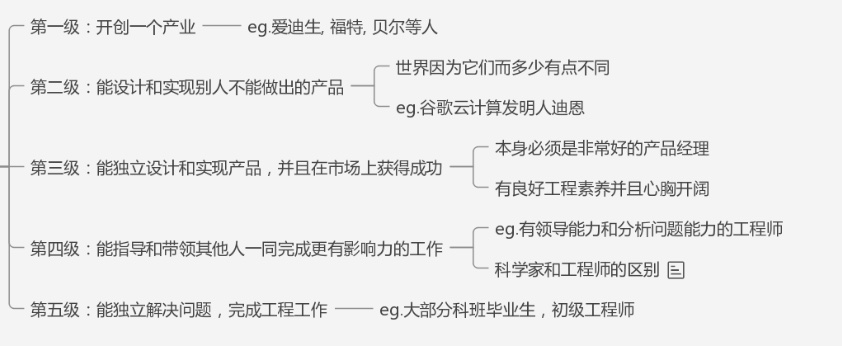 第一级：开创一个产业
eg.爱迪生, 福特, 贝尔等人
第二级：能设计和实现别人不能做出的产品
世界因为它们而多少有点不同
eg.谷歌云计算发明人迪恩
第三级：能独立设计和实现产品，并且在市场上获得成功
本身必须是非常好的产品经理
有良好工程素养并且心胸开阔
第四级：能指导和带领其他人一同完成更有影响力的工作
eg.有领导能力和分析问题能力的工程师
科学家和工程师的区别
第五级：能独立解决问题，完成工程工作
eg.大部分科班毕业生，初级工程师